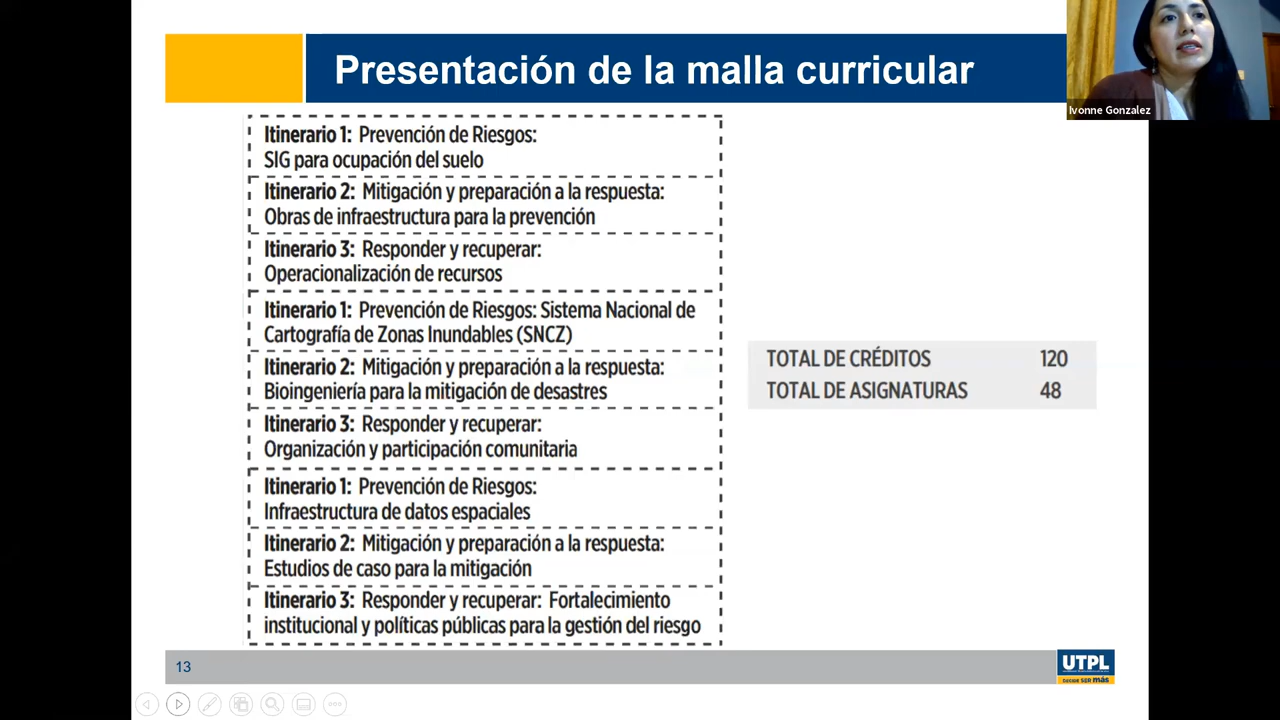 Presentación de la malla curricular
Ivonne Gonzalez
Itinerario 1: Prevención de Riesgos:
SIG para ocupación del suelo
Itinerario 2: Mitigación y preparación a la respuesta:
Obras de infraestructura para la prevención
Itinerario 3: Responder y recuperar:
Operacionalización de recursos
Itinerario 1: Prevención de Riesgos: Sistema Nacional de
Cartografía de Zonas Inundables (SNCZ)
Itinerario 2: Mitigación y preparación a la respuesta:
Bioingeniería para la mitigación de desastres
Itinerario 3: Responder y recuperar:
Organización y participación comunitaria
Itinerario 1: Prevención de Riesgos:
Infraestructura de datos espaciales
Itinerario 2: Mitigación y preparación a la respuesta:
Estudios de caso para la mitigación
Itinerario 3: Responder y recuperar: Fortalecimiento
institucional y políticas públicas para la gestión del riesgo
TOTAL DE CRÉDITOS 120
TOTAL DE ASIGNATURAS 48
13
UTPL
DECIDE SER más